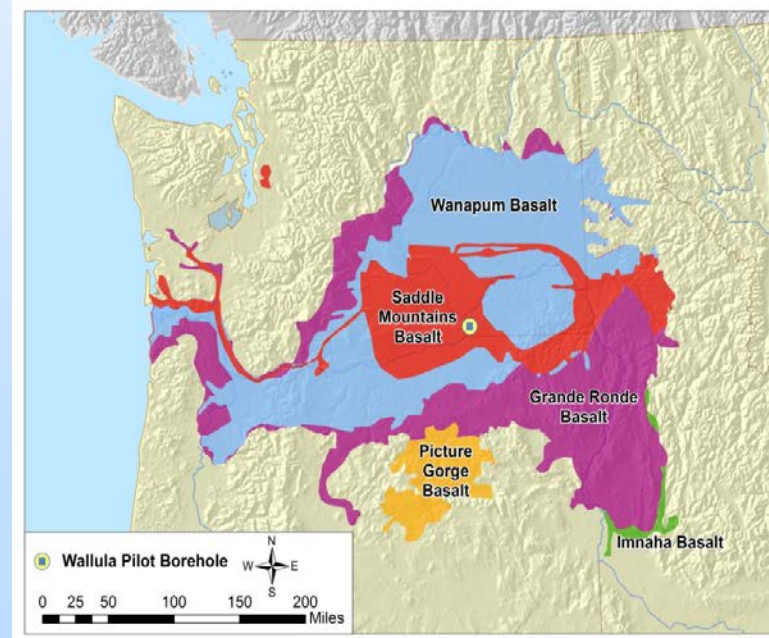 Wanapum Basalt
Saddle
Mountains
Basalt
Grande Ronde
Basalt
Picture
Gorge
Basalt
Imnaha Basalt
Wallula Pilot Borehole
N
W E
S
0 25 50 100 150 200
Miles